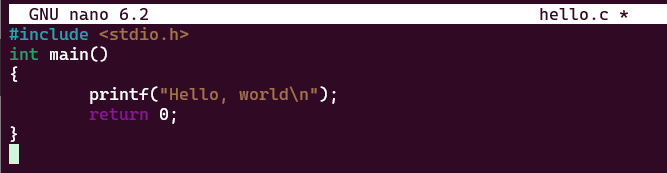 GNU nano 6.2 hello.c *
#include <stdio.h>
int main()
{
        printf("Hello, world\n");
        return 0;
}